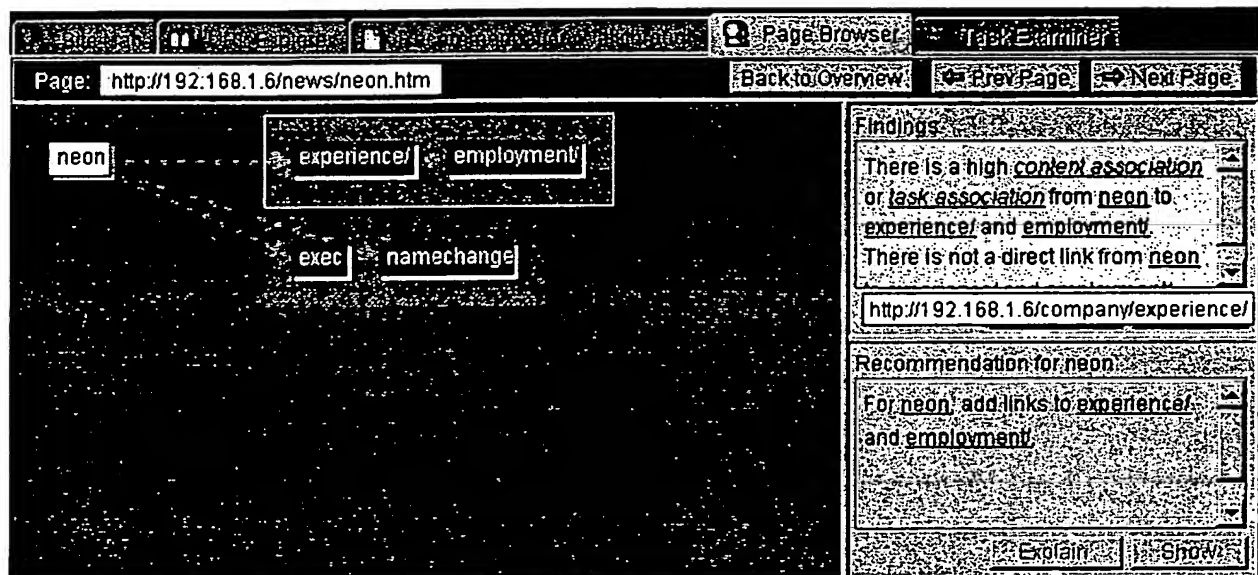 Page Browser
Task Examiner
Page: http://192.168.1.6/news/neon.htm
Back to Overview
Prev Page
Next Page
neon
experience/
employment/
exec
namechange
Findings
There is a high content association
or task association from neon to
experience/ and employment/.
There is not a direct link from neon
http://192.168.1.6/company/experience/
Recommendation for neon
For neon, add links to experience/
and employment/.
Explain
Show